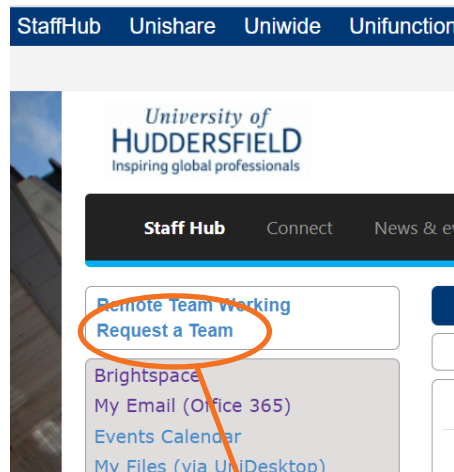 StaffHub Unishare Uniwide Unifunction
University of
HUDDERSFIELD
Inspiring global professionals
Staff Hub Connect News &
Remote Team Working
Request a Team
Brightspace
My Email (Office 365)
Events Calendar
My Files (via UniDesktop)